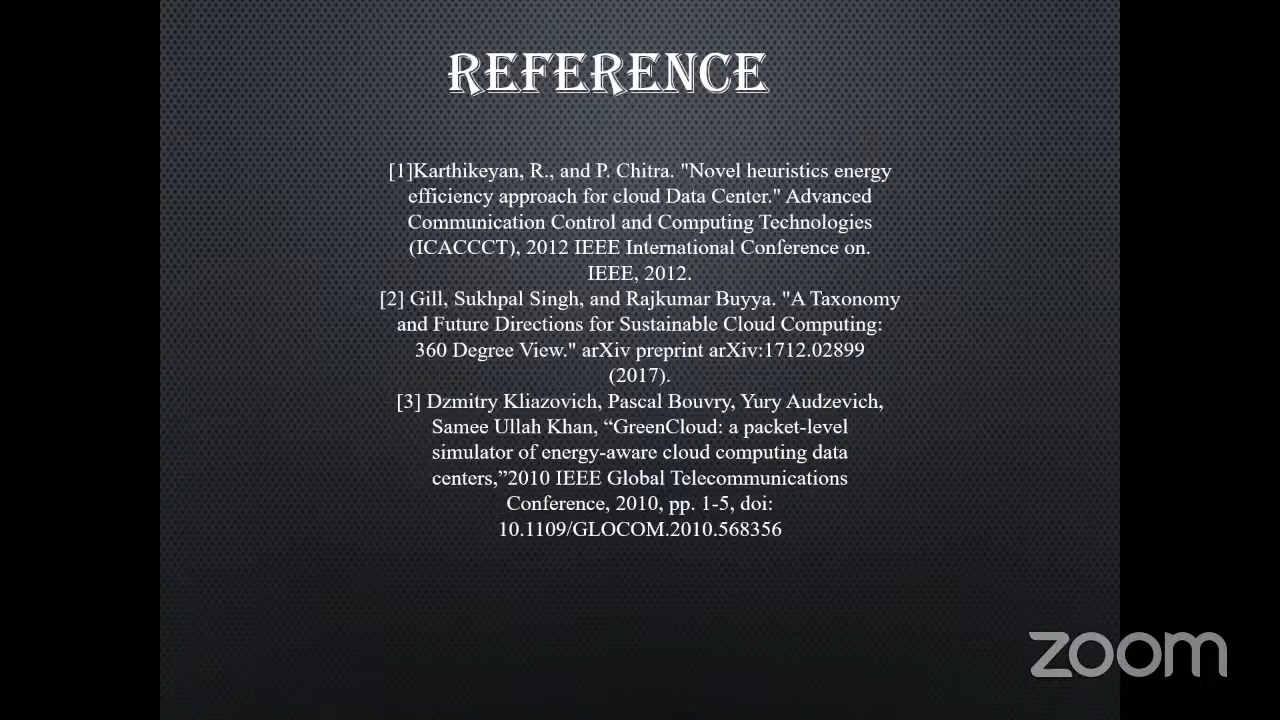 REFERENCE
[1]Karthikeyan, R., and P. Chitra. "Novel heuristics energy
efficiency approach for cloud Data Center." Advanced
Communication Control and Computing Technologies
(ICACCCT), 2012 IEEE International Conference on.
IEEE, 2012.
[2] Gill, Sukhpal Singh, and Rajkumar Buyya. "A Taxonomy
and Future Directions for Sustainable Cloud Computing:
360 Degree View." arXiv preprint arXiv:1712.02899
(2017).
[3] Dzmitry Kliazovich, Pascal Bouvry, Yury Audzevich,
Samee Ullah Khan, “GreenCloud: a packet-level
simulator of energy-aware cloud computing data
centers,”2010 IEEE Global Telecommunications
Conference, 2010, pp. 1-5, doi:
10.1109/GLOCOM.2010.568356
zoom